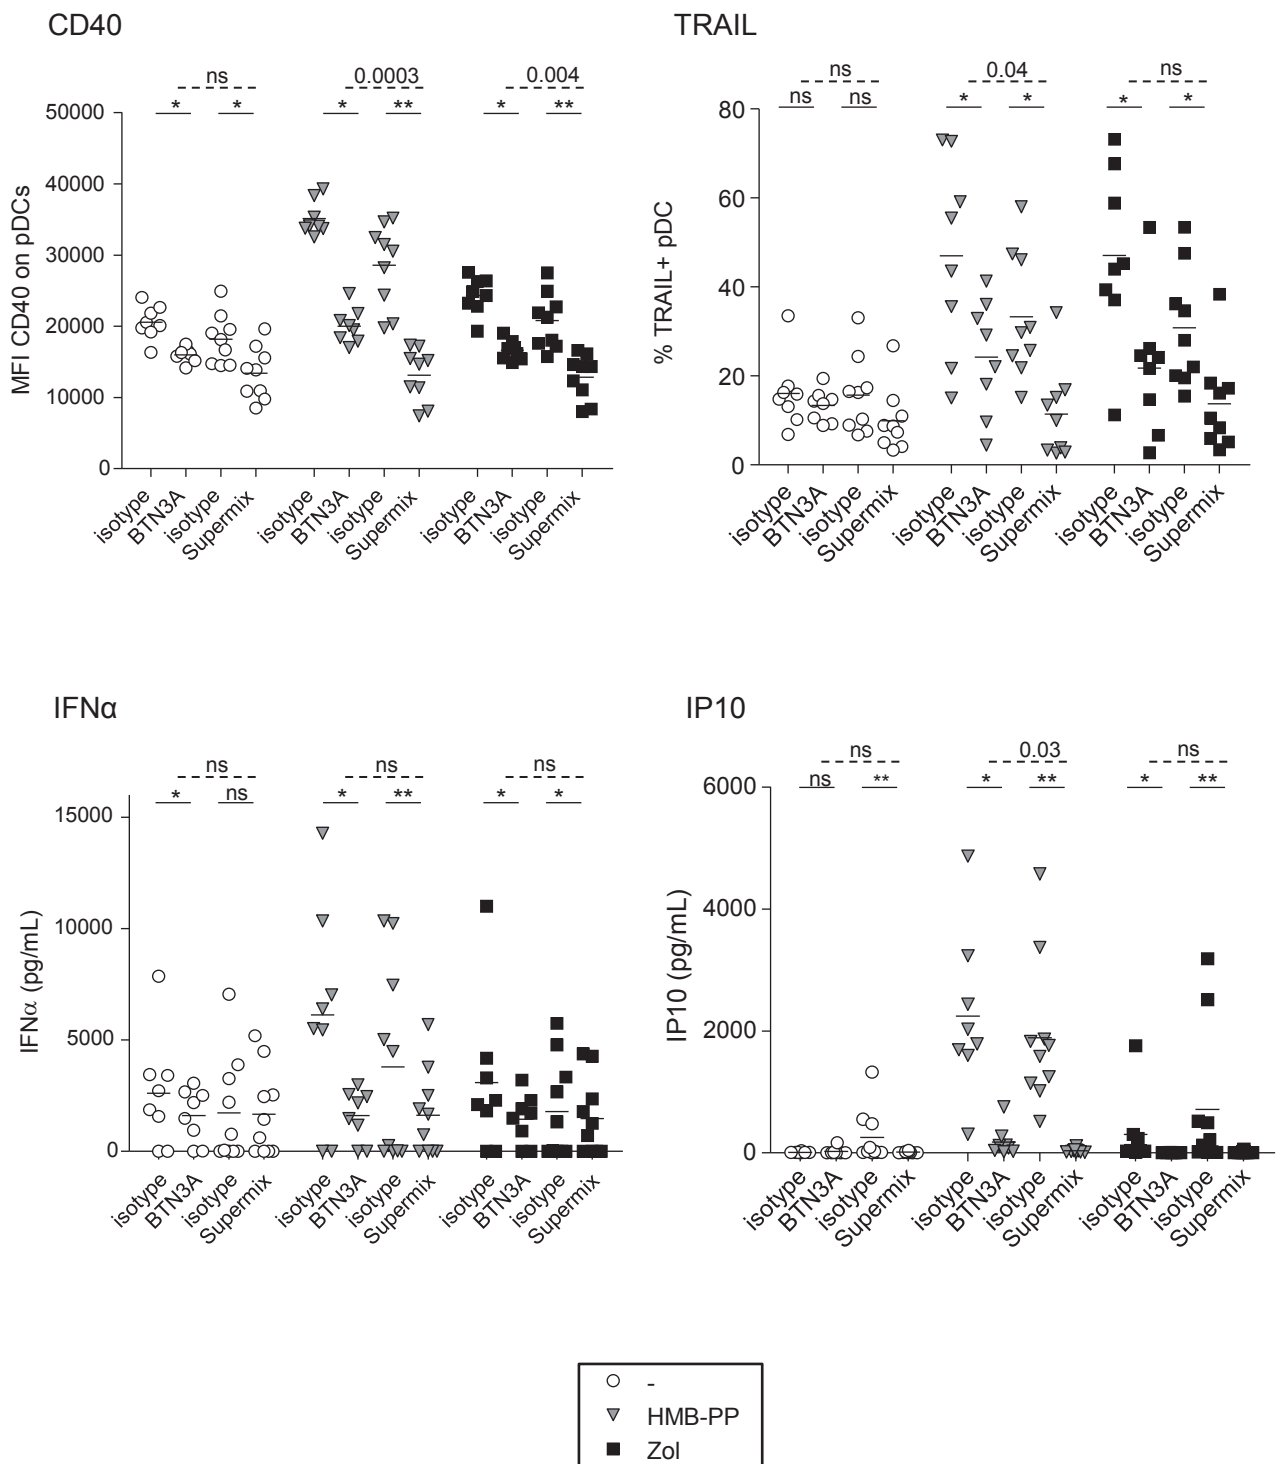 CD40
ns 0.0003 0.004
* * * ** * **
50000
40000
30000
20000
10000
0
MFI CD40 on pDCs
isotype BTN3A isotype Supermix isotype BTN3A isotype Supermix isotype BTN3A isotype Supermix
TRAIL
ns 0.04 ns
ns ns * * * *
80
60
40
20
0
% TRAIL+ pDC
isotype BTN3A isotype Supermix isotype BTN3A isotype Supermix isotype BTN3A isotype Supermix
IFNα
ns ns ns
* ns * ** * *
15000
10000
5000
0
IFNα (pg/mL)
isotype BTN3A isotype Supermix isotype BTN3A isotype Supermix isotype BTN3A isotype Supermix
IP10
ns 0.03 ns
ns ** * ** * **
6000
4000
2000
0
IP10 (pg/mL)
isotype BTN3A isotype Supermix isotype BTN3A isotype Supermix isotype BTN3A isotype Supermix
-
HMB-PP
Zol